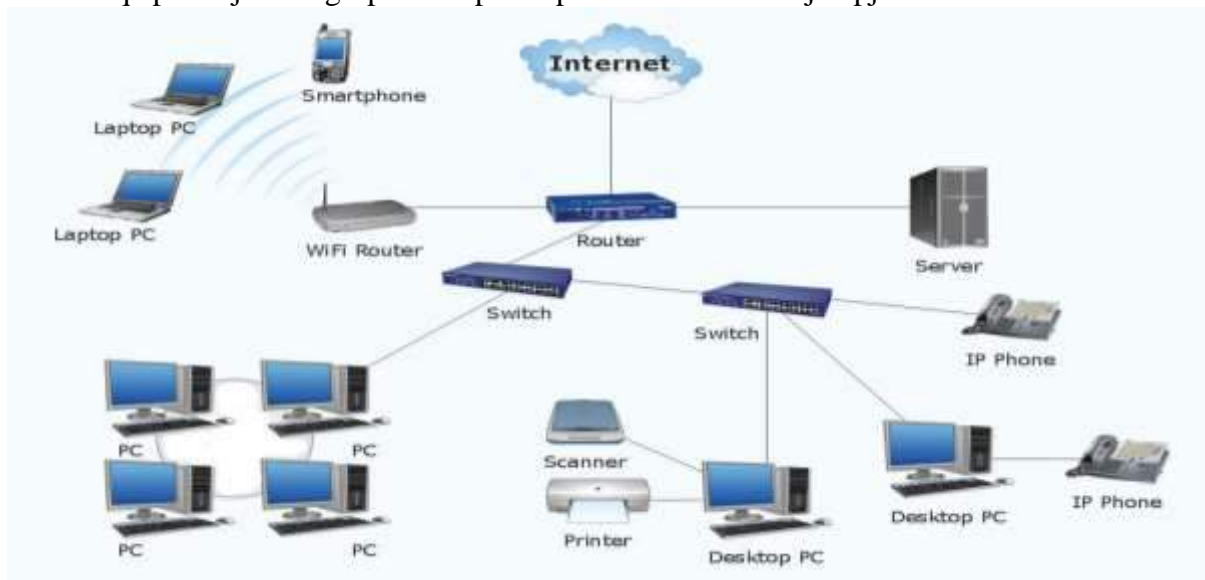 Internet
Smartphone
Laptop PC
Laptop PC
WiFi Router
Router
Server
Switch
Switch
IP Phone
PC
PC
Scanner
Desktop PC
IP Phone
PC
PC
Printer
Desktop PC